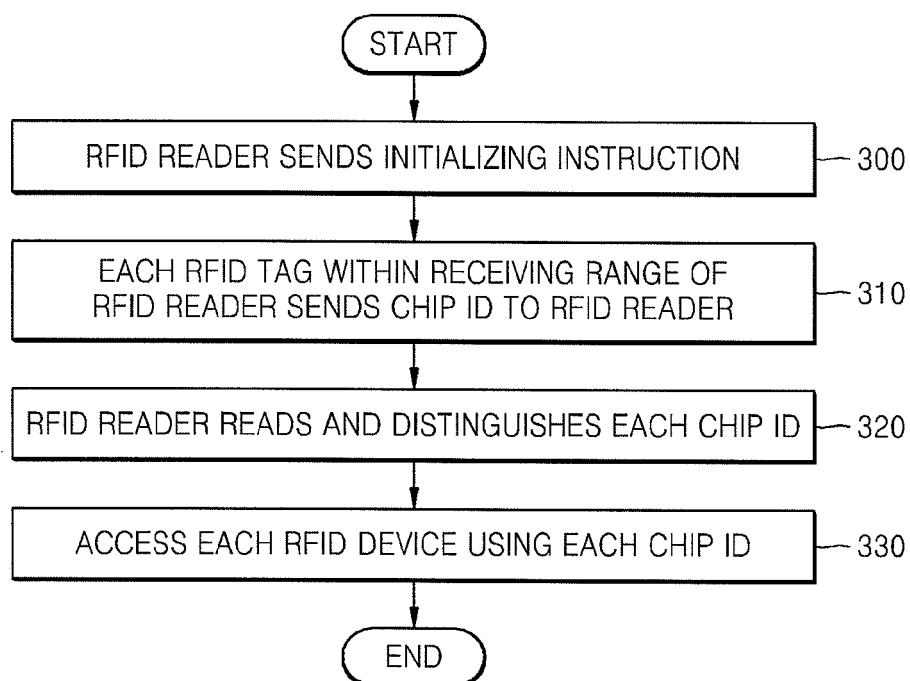 START
RFID READER SENDS INITIALIZING INSTRUCTION
300
EACH RFID TAG WITHIN RECEIVING RANGE OF
RFID READER SENDS CHIP ID TO RFID READER
310
RFID READER READS AND DISTINGUISHES EACH CHIP ID
320
ACCESS EACH RFID DEVICE USING EACH CHIP ID
330
END